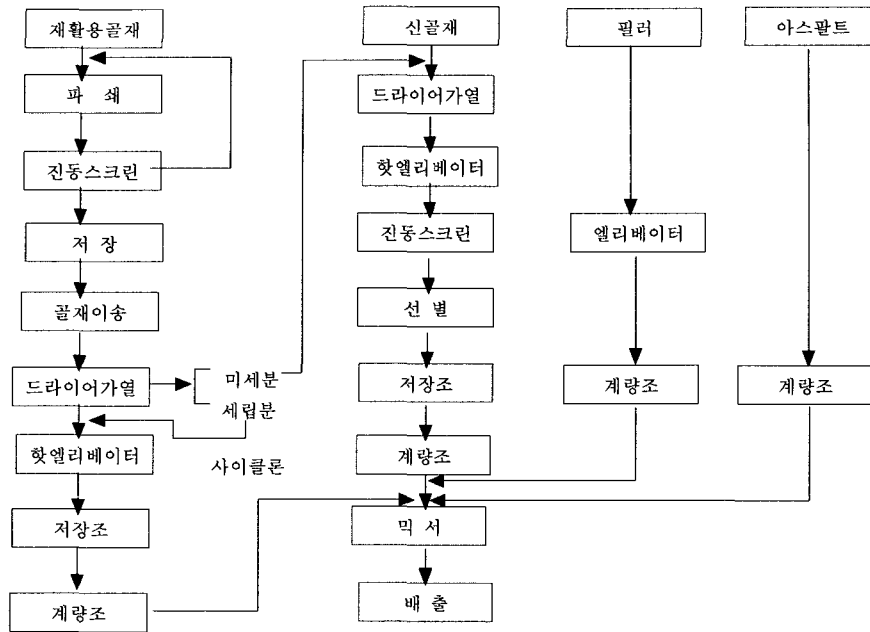 재활용골재
파 쇄
진동스크린
저 장
골재이송
드라이어가열
미세분
세립분
핫엘리베이터
사이클론
저장조
계량조
신골재
드라이어가열
핫엘리베이터
진동스크린
선 별
저장조
계량조
믹 서
배 출
필러
엘리베이터
계량조
아스팔트
계량조